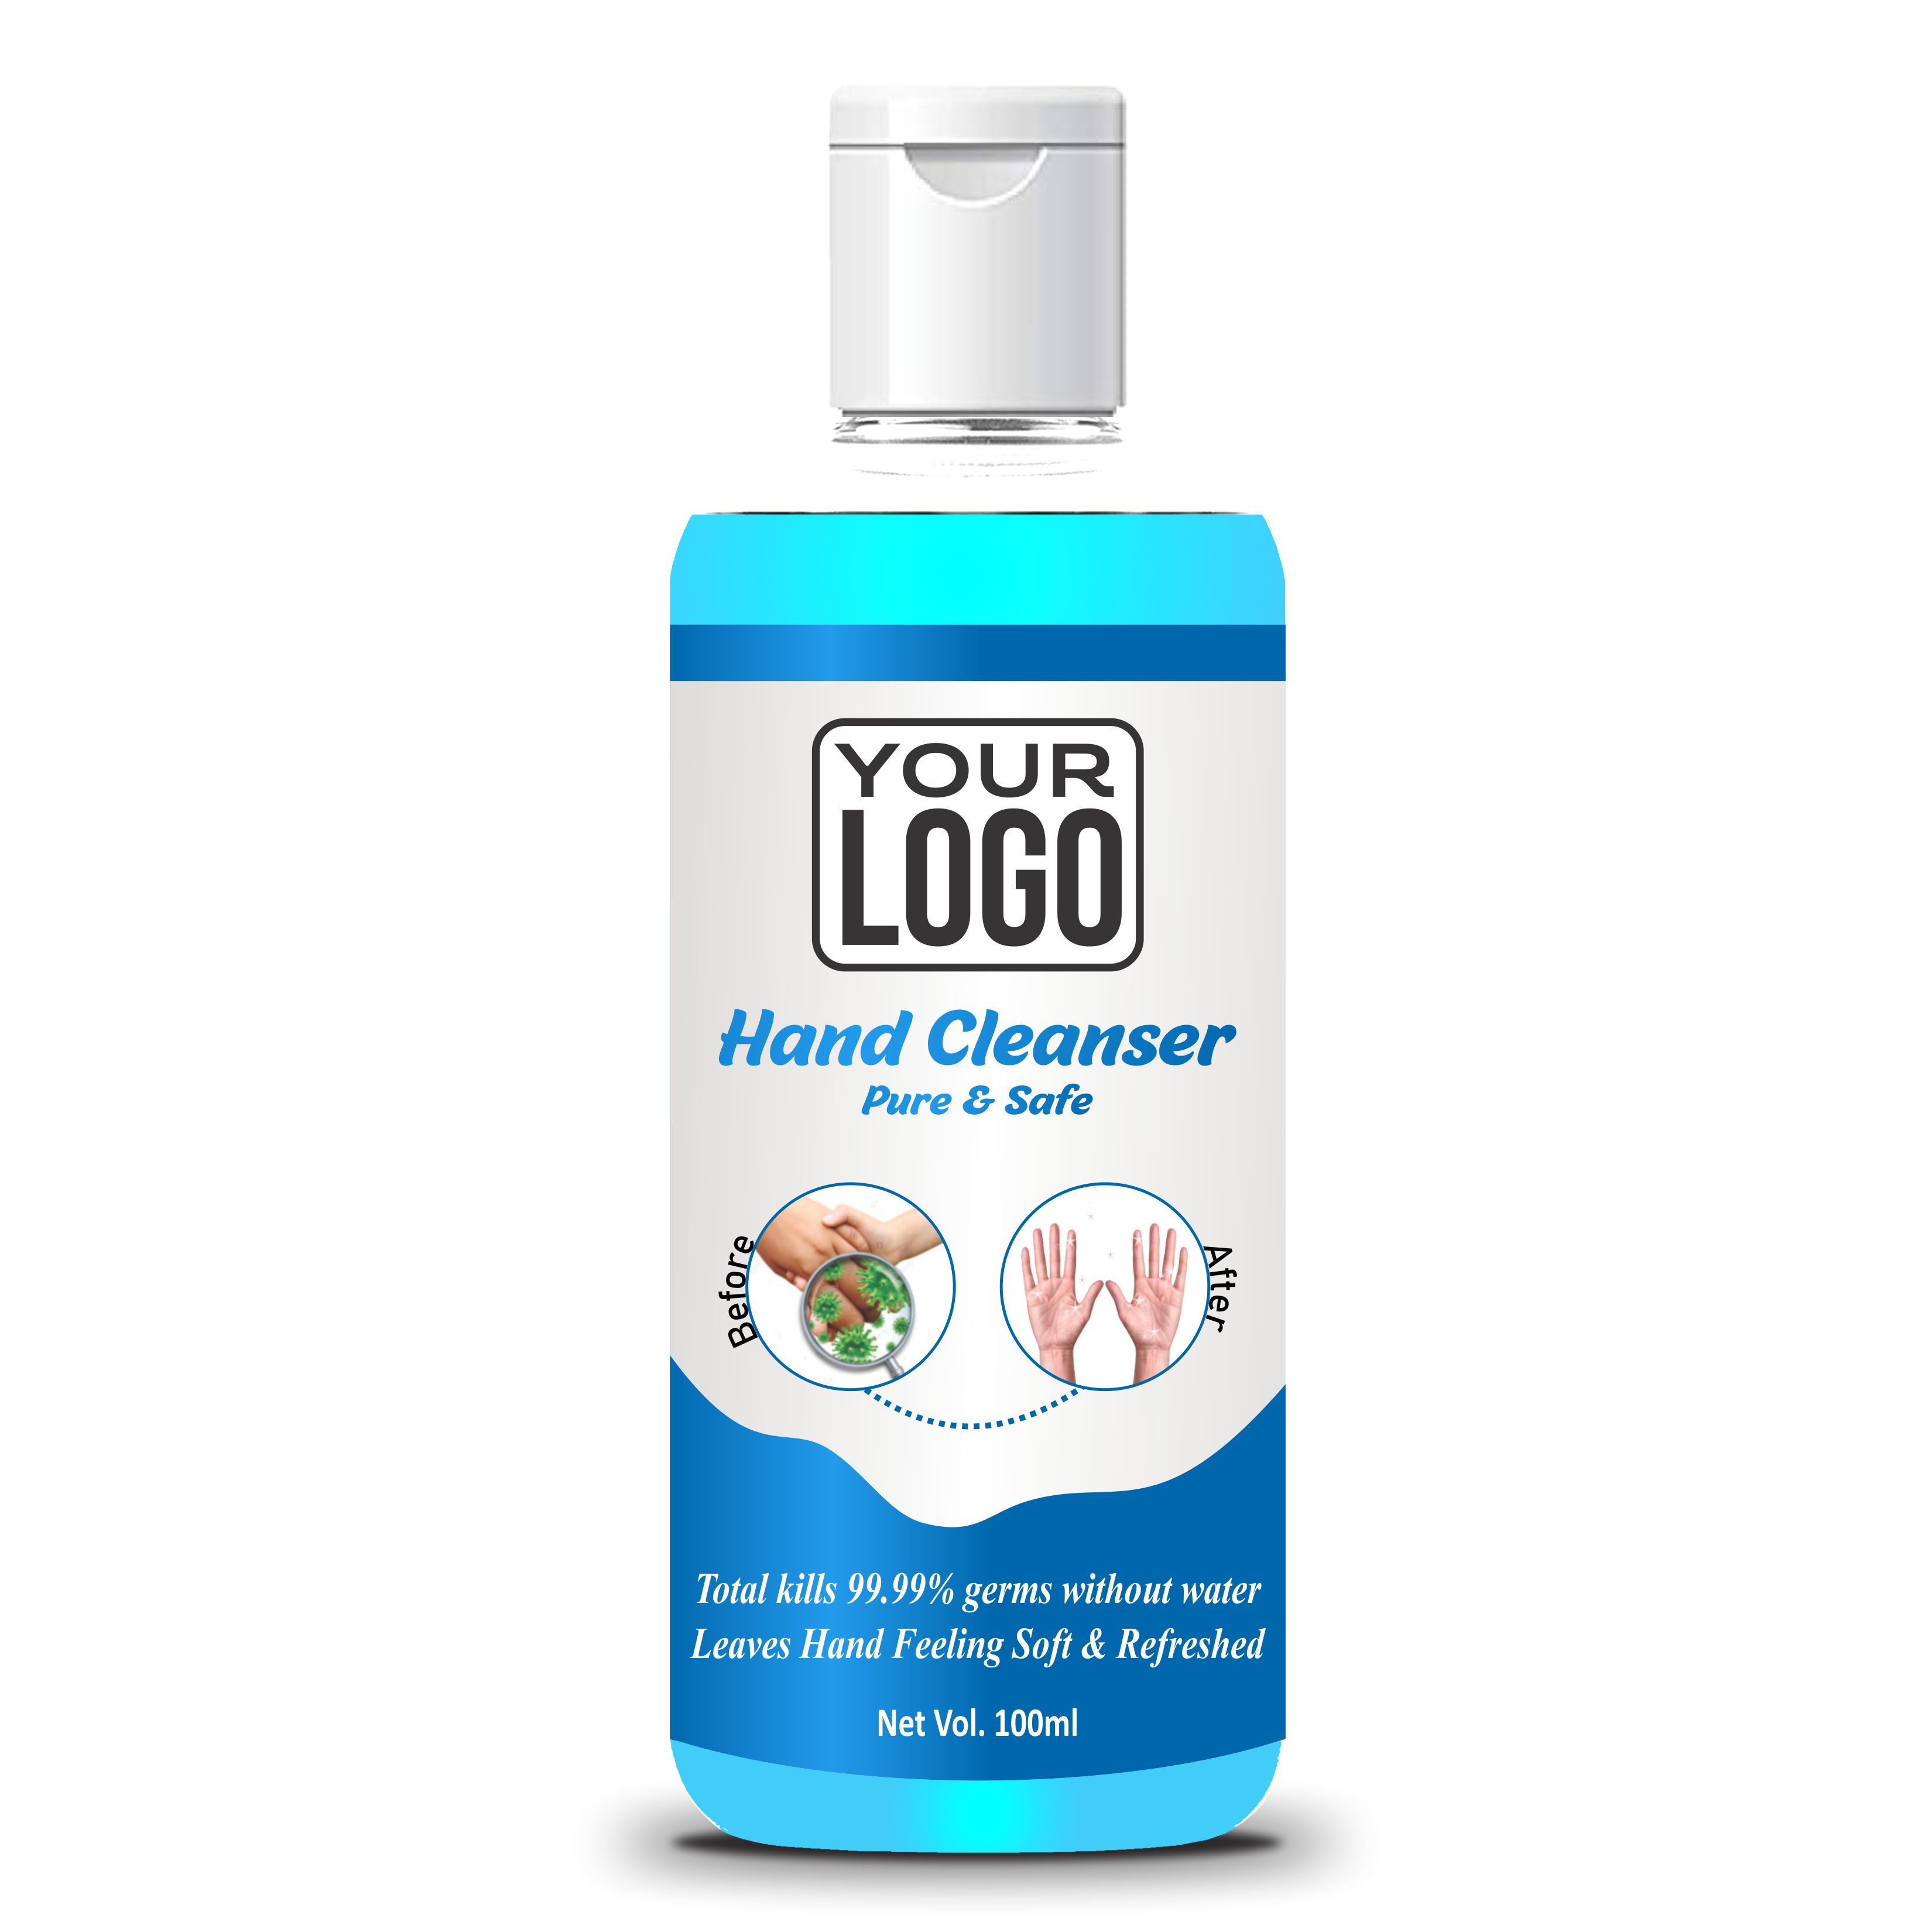 YOUR
LOGO
Hand Cleanser
Pure & Safe
Before
After
Total kills 99.99% germs without water
Leaves Hand Feeling Soft & Refreshed
Net Vol. 100ml